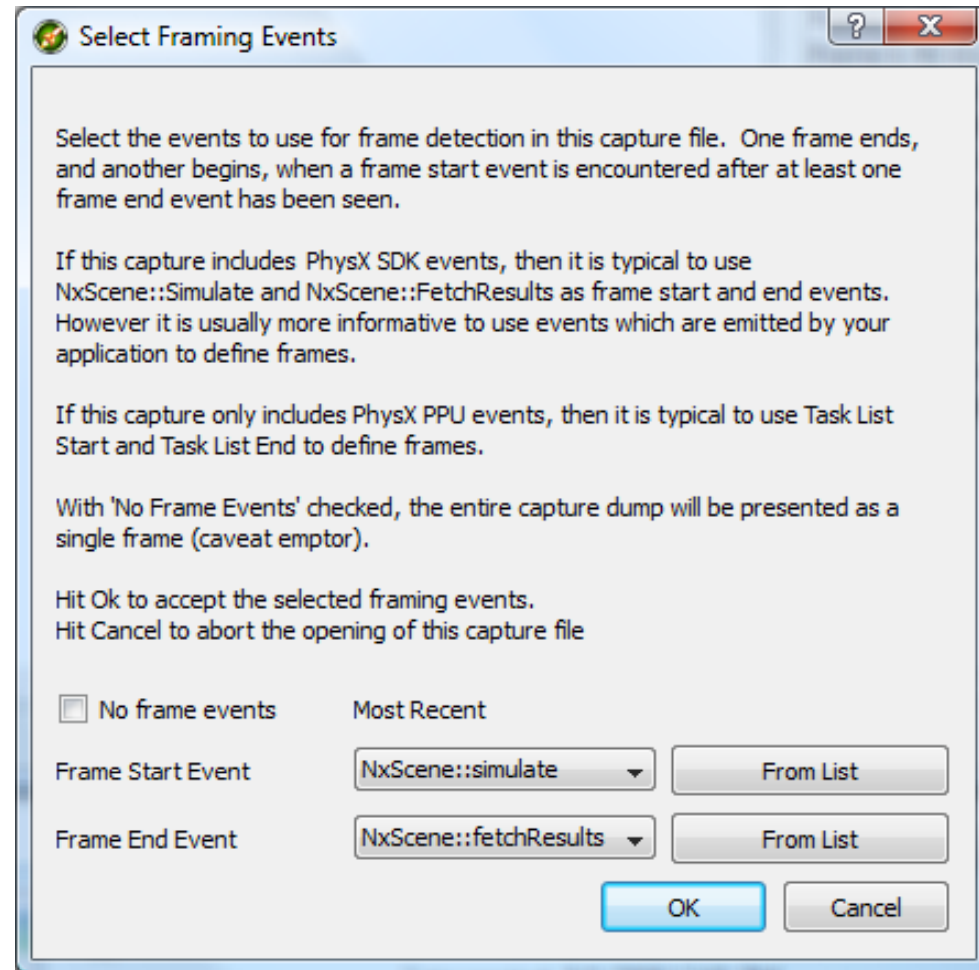 Select Framing Events
Select the events to use for frame detection in this capture file.  One frame ends,
and another begins, when a frame start event is encountered after at least one
frame end event has been seen.
If this capture includes PhysX SDK events, then it is typical to use
NxScene::Simulate and NxScene::FetchResults as frame start and end events.
However it is usually more informative to use events which are emitted by your
application to define frames.
If this capture only includes PhysX PPU events, then it is typical to use Task List
Start and Task List End to define frames.
With 'No Frame Events' checked, the entire capture dump will be presented as a
single frame (caveat emptor).
Hit Ok to accept the selected framing events.
Hit Cancel to abort the opening of this capture file
No frame events Most Recent
Frame Start Event NxScene::simulate From List
Frame End Event NxScene::fetchResults From List
OK Cancel